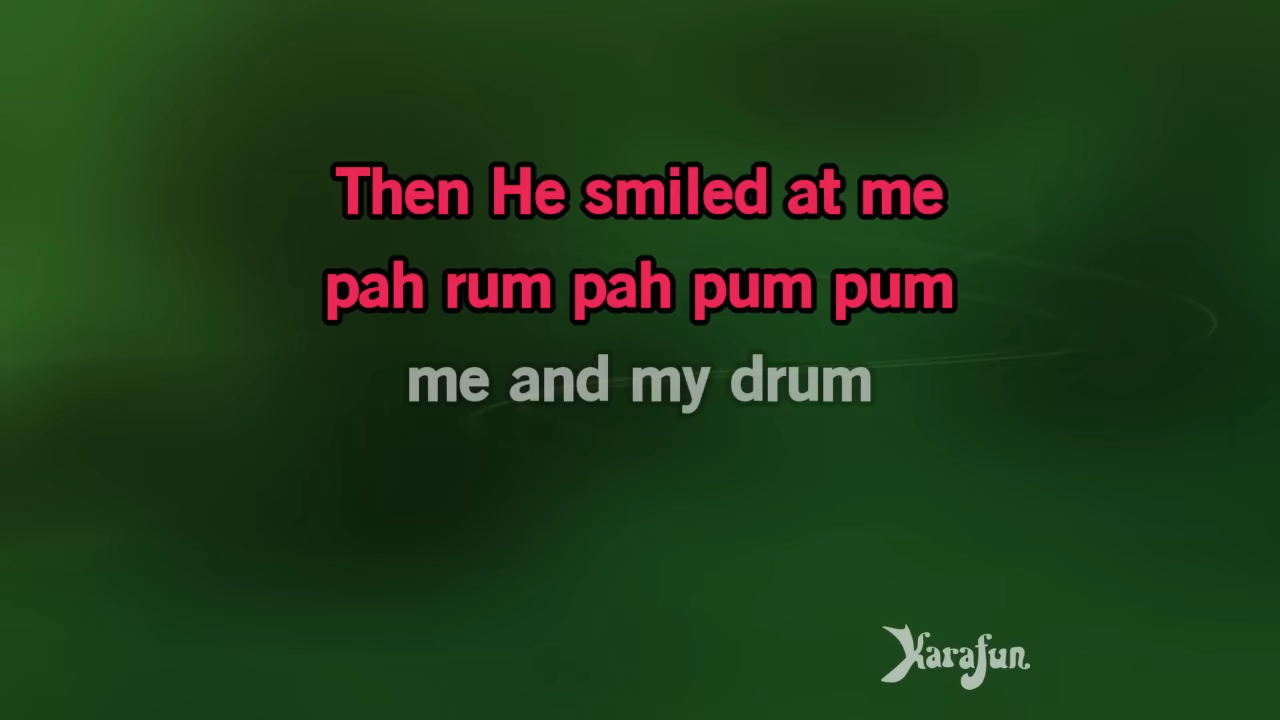 Then He smiled at me
pah rum pah pum pum
me and my drum
Karafun